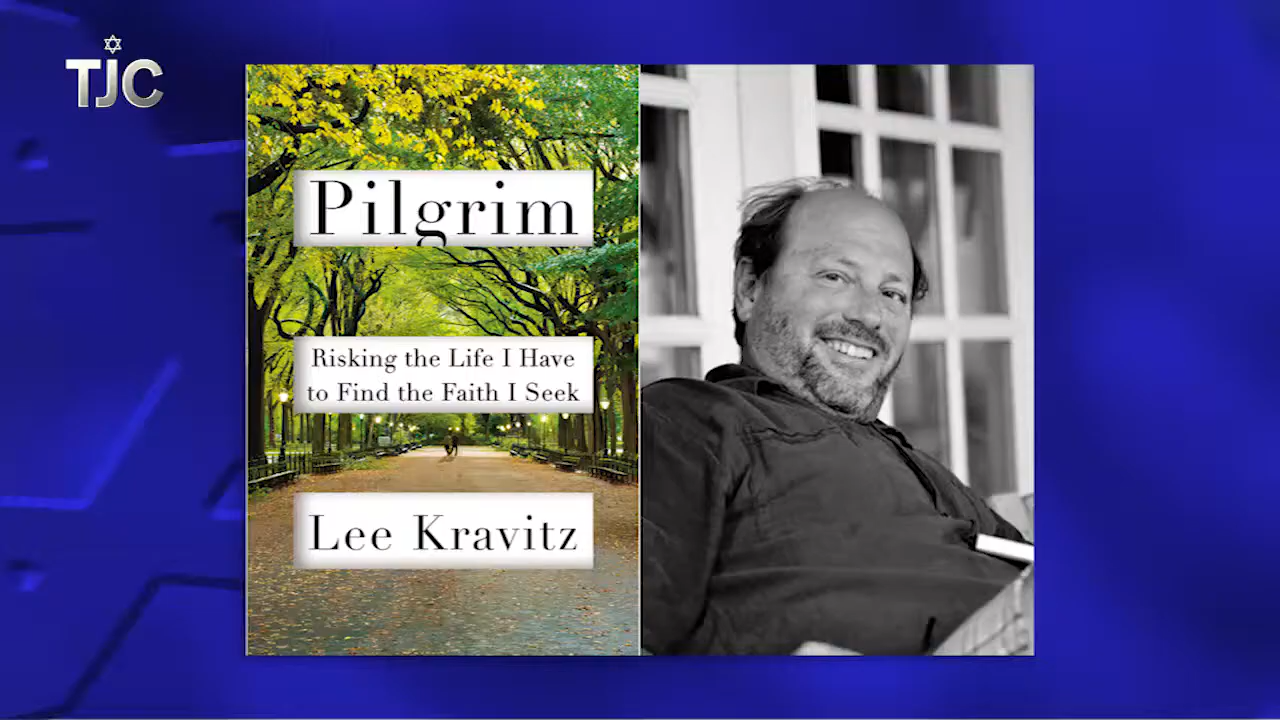 TJC
Pilgrim
Risking the Life I Have
to Find the Faith I Seek
Lee Kravitz